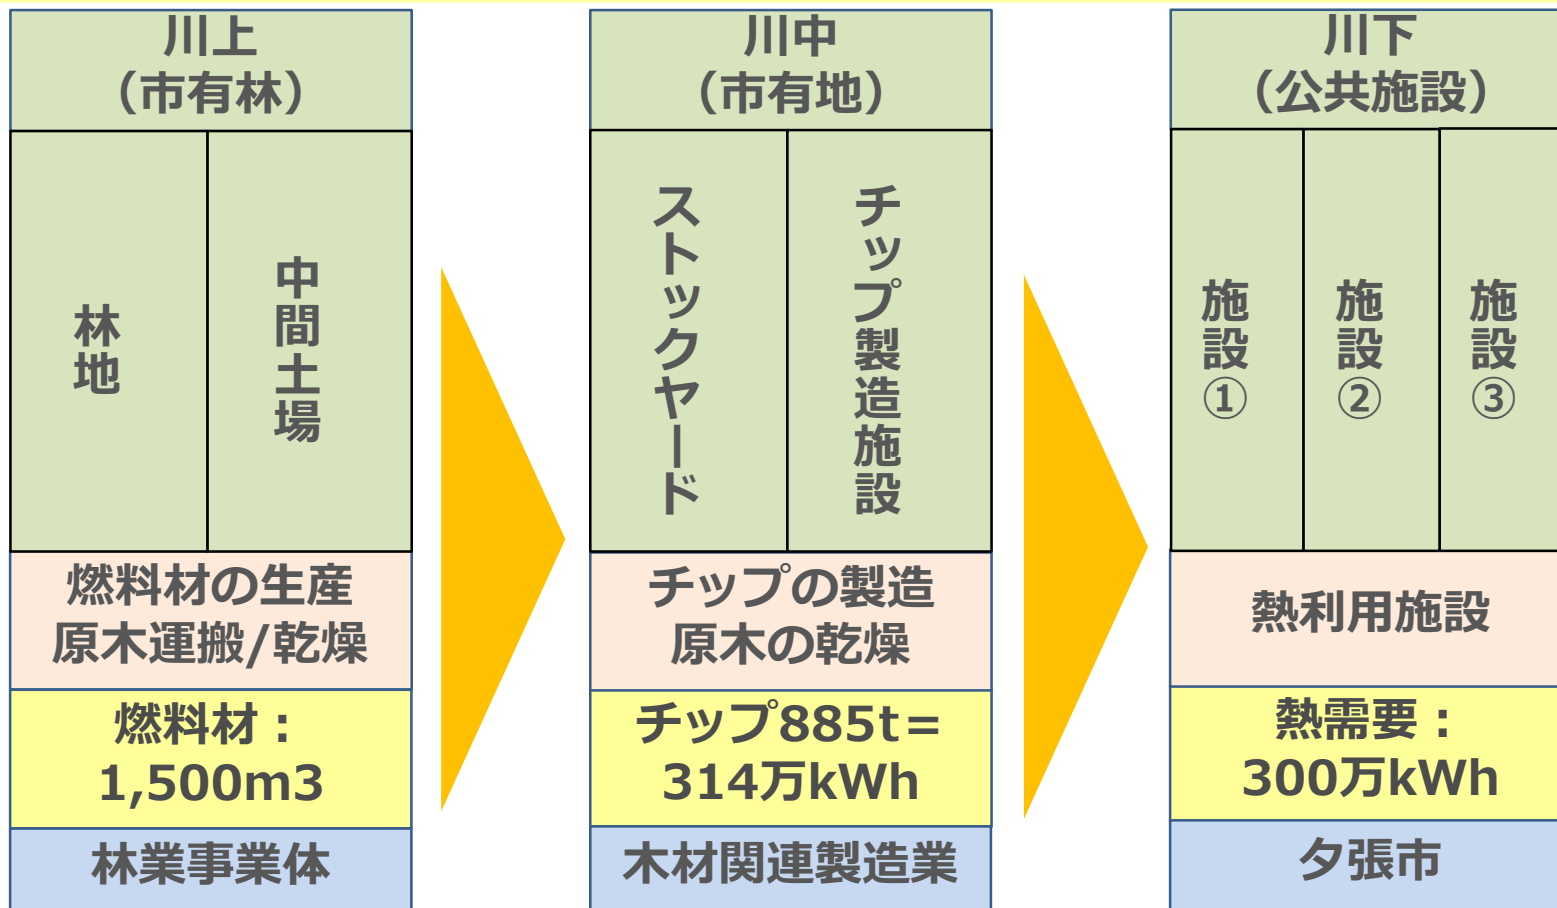 川上
（市有林）
林地
中間土場
燃料材の生産
原木運搬/乾燥
燃料材：
1,500m3
林業事業体
川中
（市有地）
ストックヤード
チップ製造施設
チップの製造
原木の乾燥
チップ885t＝
314万kWh
木材関連製造業
川下
（公共施設）
施設①
施設②
施設③
熱利用施設
熱需要：
300万kWh
夕張市